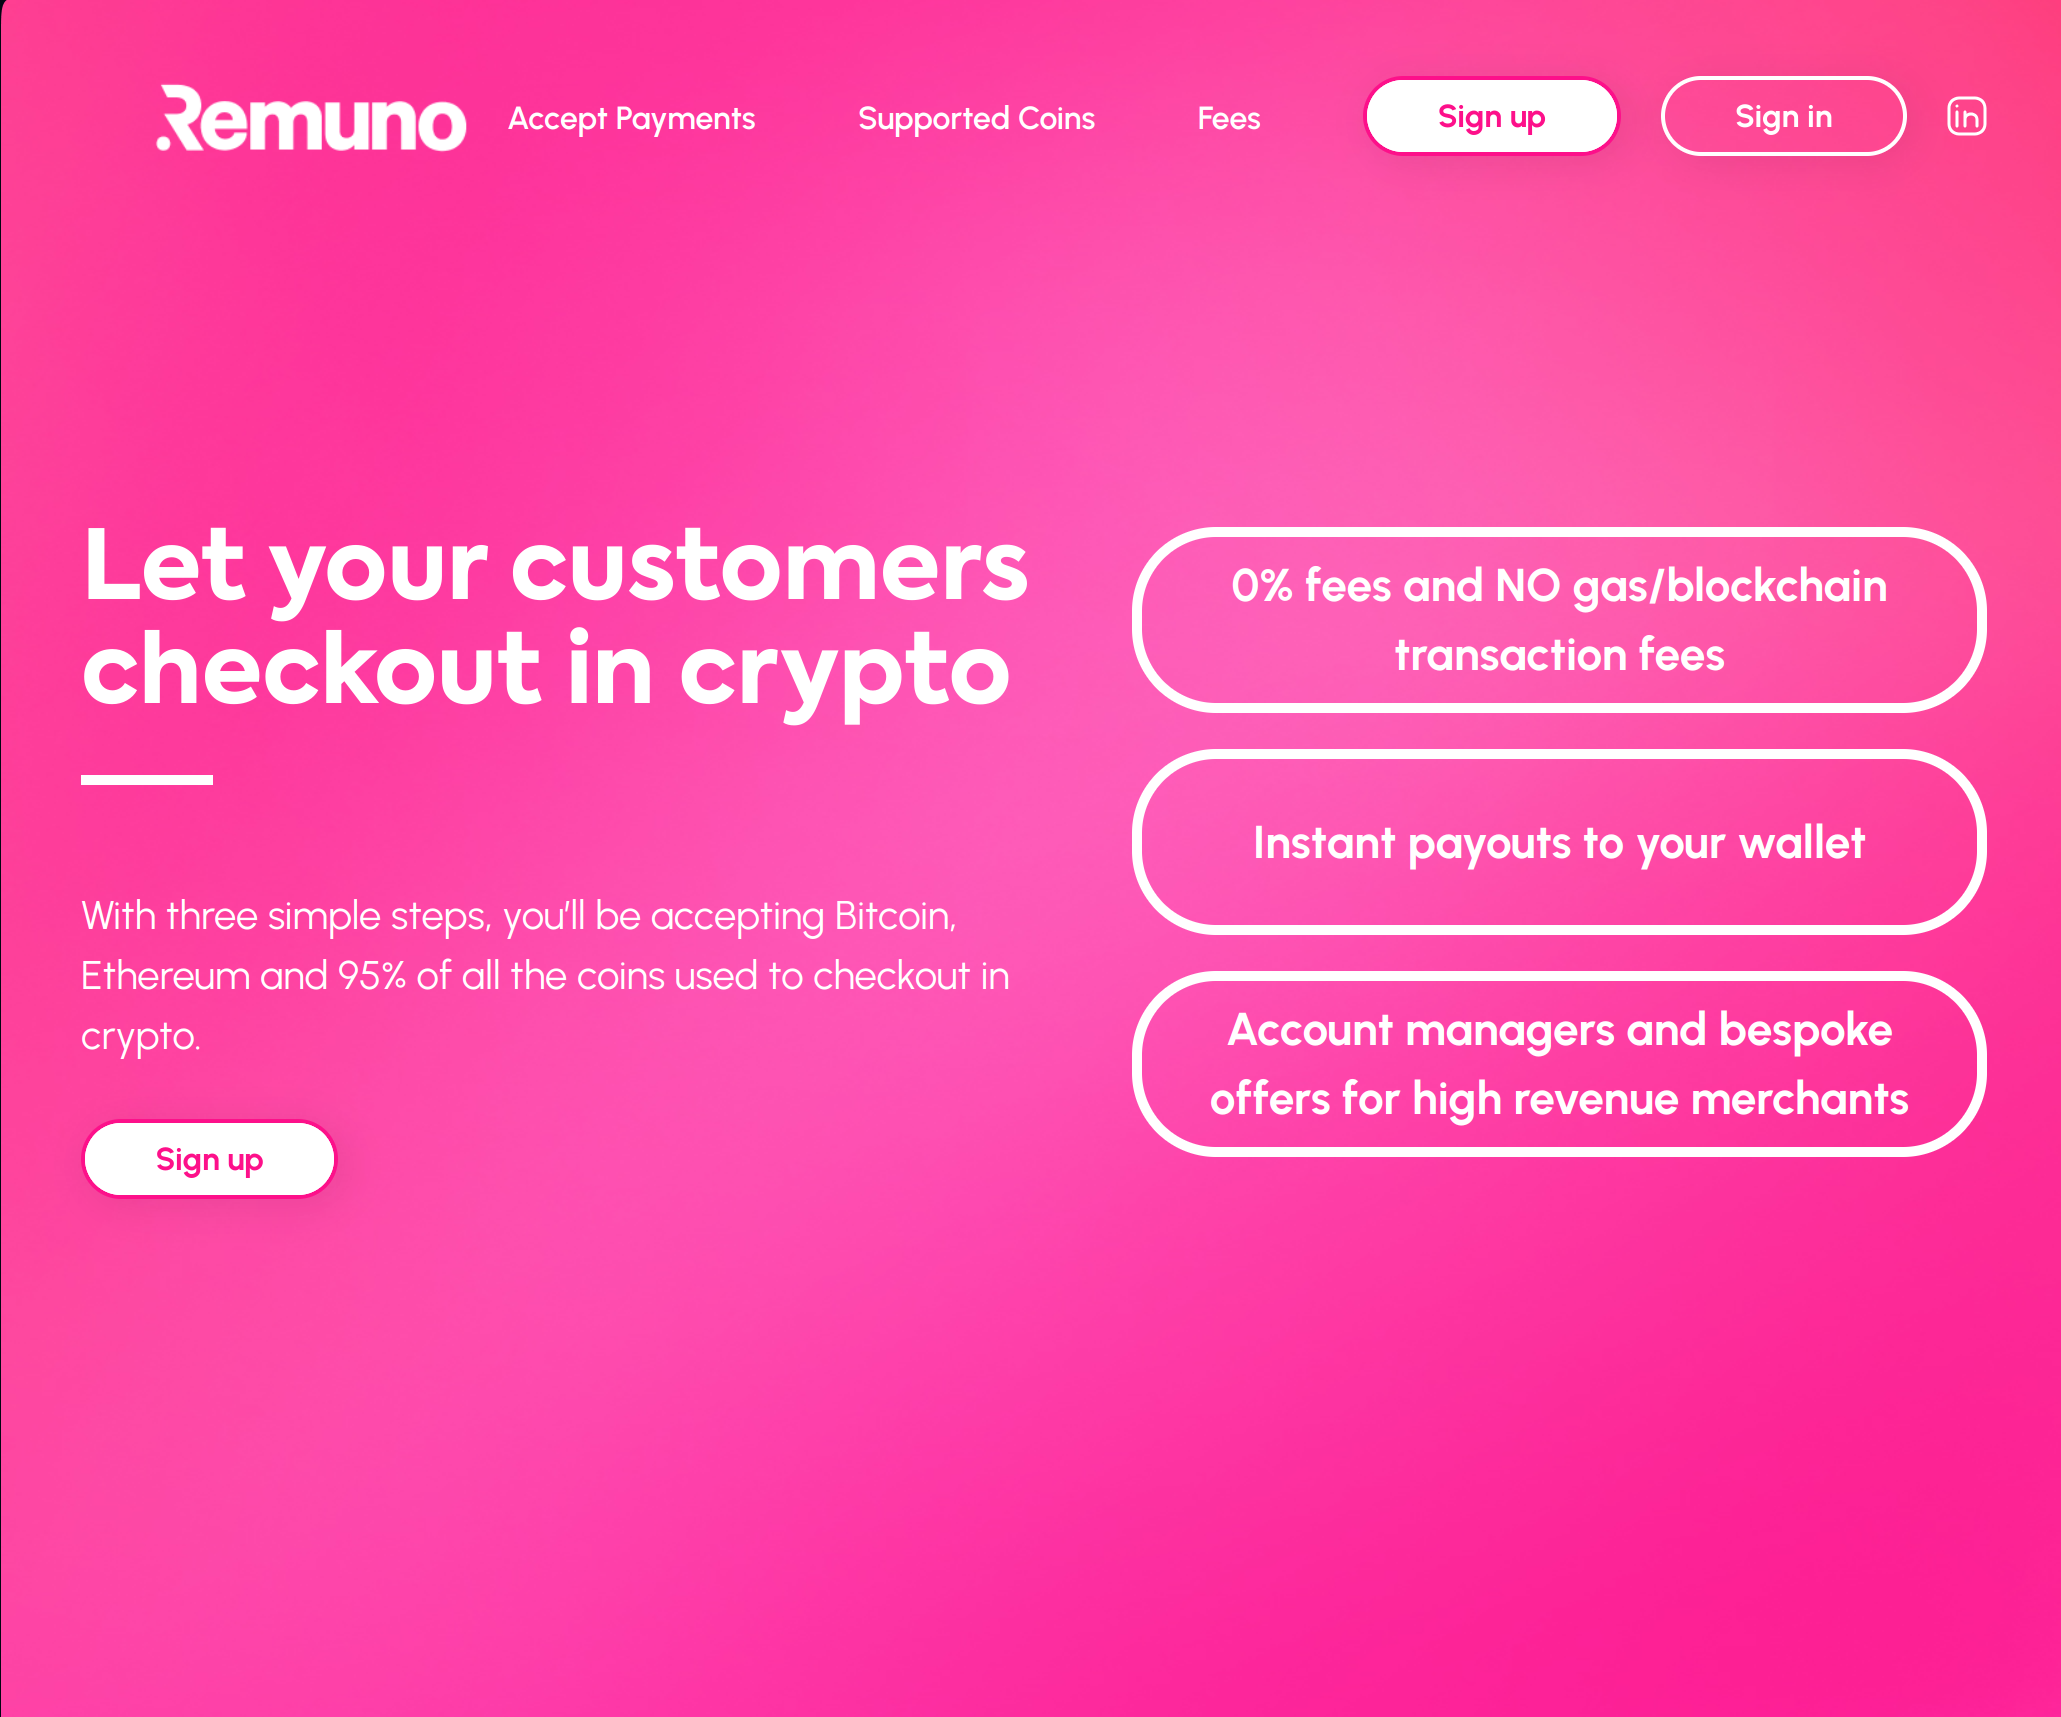 Remuno
Accept Payments
Supported Coins
Fees
Sign up
Sign in
in
Let your customers
checkout in crypto
With three simple steps, you'll be accepting Bitcoin,
Ethereum and 95% of all the coins used to checkout in
crypto.
Sign up
0% fees and NO gas/blockchain
transaction fees
Instant payouts to your wallet
Account managers and bespoke
offers for high revenue merchants